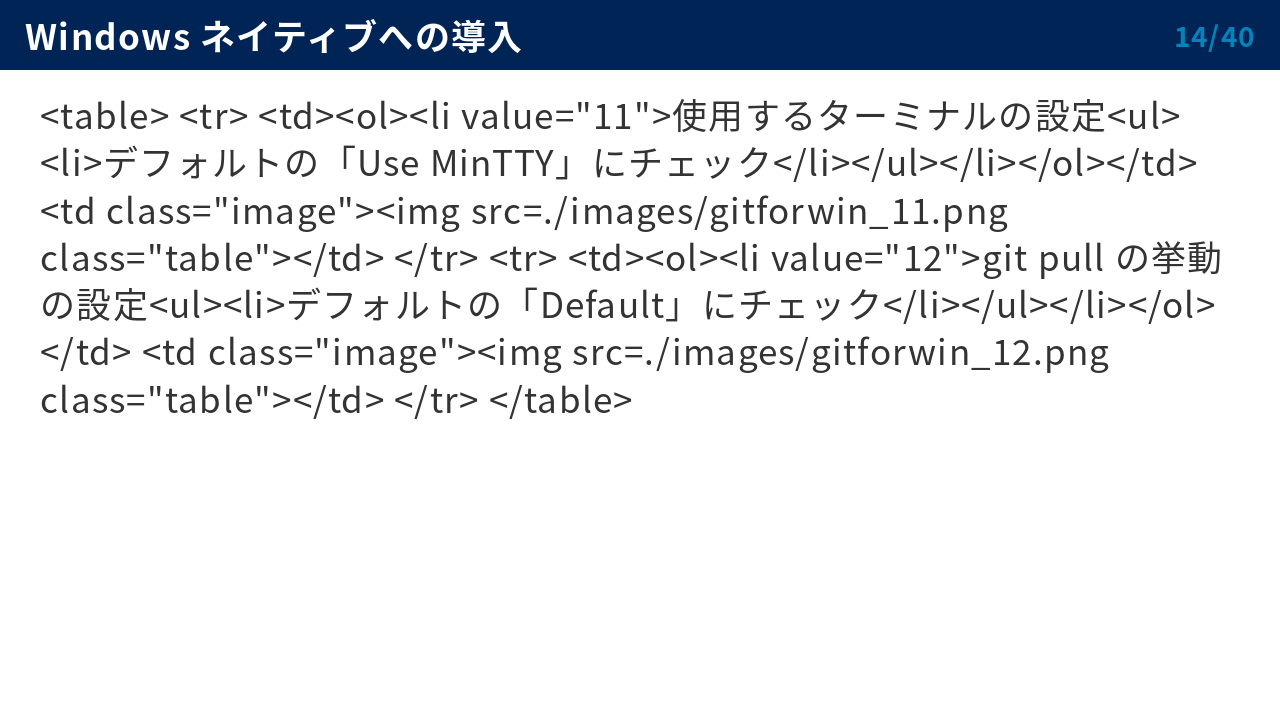 Windows ネイティブへの導入
14/40
<table> <tr> <td><ol><li value="11">使用するターミナルの設定<ul>
<li>デフォルトの「Use MinTTY」にチェック</li></ul></li></ol></td>
<td class="image"><img src=./images/gitforwin_11.png
class="table"></td> </tr> <tr> <td><ol><li value="12">git pull の挙動
の設定<ul><li>デフォルトの「Default」にチェック</li></ul></li></ol>
</td> <td class="image"><img src=./images/gitforwin_12.png
class="table"></td> </tr> </table>